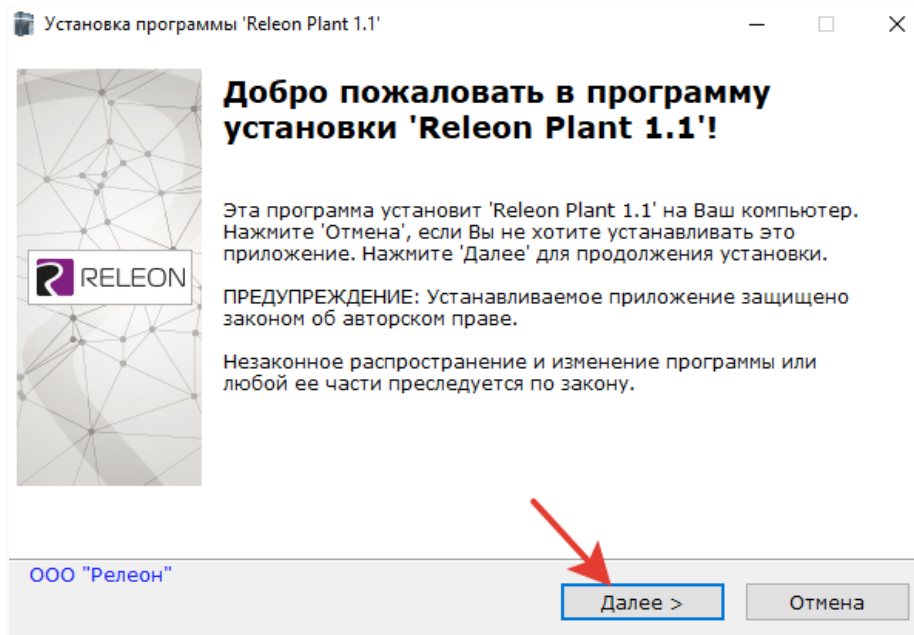 Установка программы 'Releon Plant 1.1'
Добро пожаловать в программу
установки 'Releon Plant 1.1'!
Эта программа установит 'Releon Plant 1.1' на Ваш компьютер.
Нажмите 'Отмена', если Вы не хотите устанавливать это
приложение. Нажмите 'Далее' для продолжения установки.
RELEON
ПРЕДУПРЕЖДЕНИЕ: Устанавливаемое приложение защищено
законом об авторском праве.
Незаконное распространение и изменение программы или
любой ее части преследуется по закону.
ООО "Релеон"
Далее >
Отмена